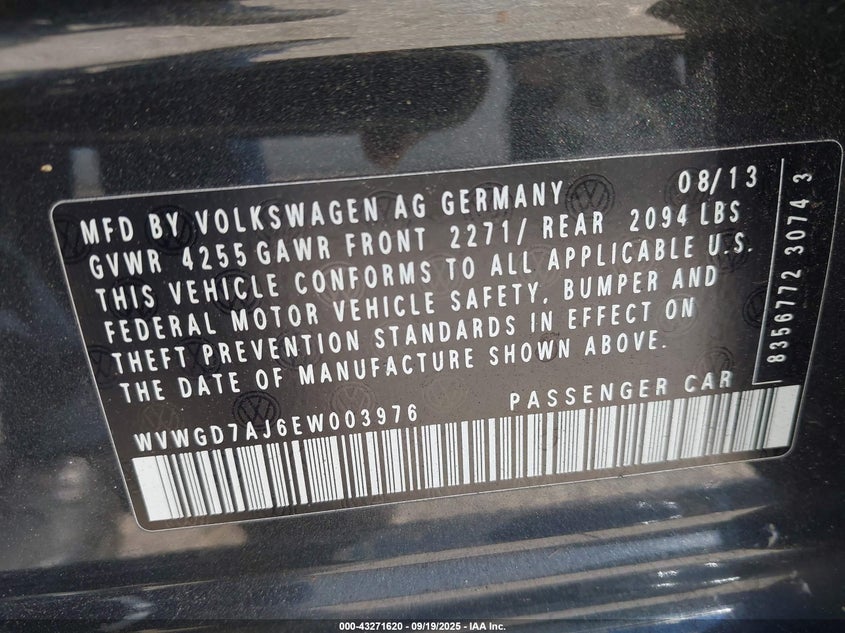 MFD BY VOLKSWAGEN AG GERMANY 08/13
GVWR 4255 GAWR FRONT 2271/ REAR 2094 LBS
THIS VEHICLE CONFORMS TO ALL APPLICABLE U.S.
FEDERAL MOTOR VEHICLE SAFETY, BUMPER AND
THEFT PREVENTION STANDARDS IN EFFECT ON
THE DATE OF MANUFACTURE SHOWN ABOVE.
WVWGD7AJ6EW003976 PASSENGER CAR
8356772 3074 3
000-43271620 - 09/19/2025 - IAA Inc.